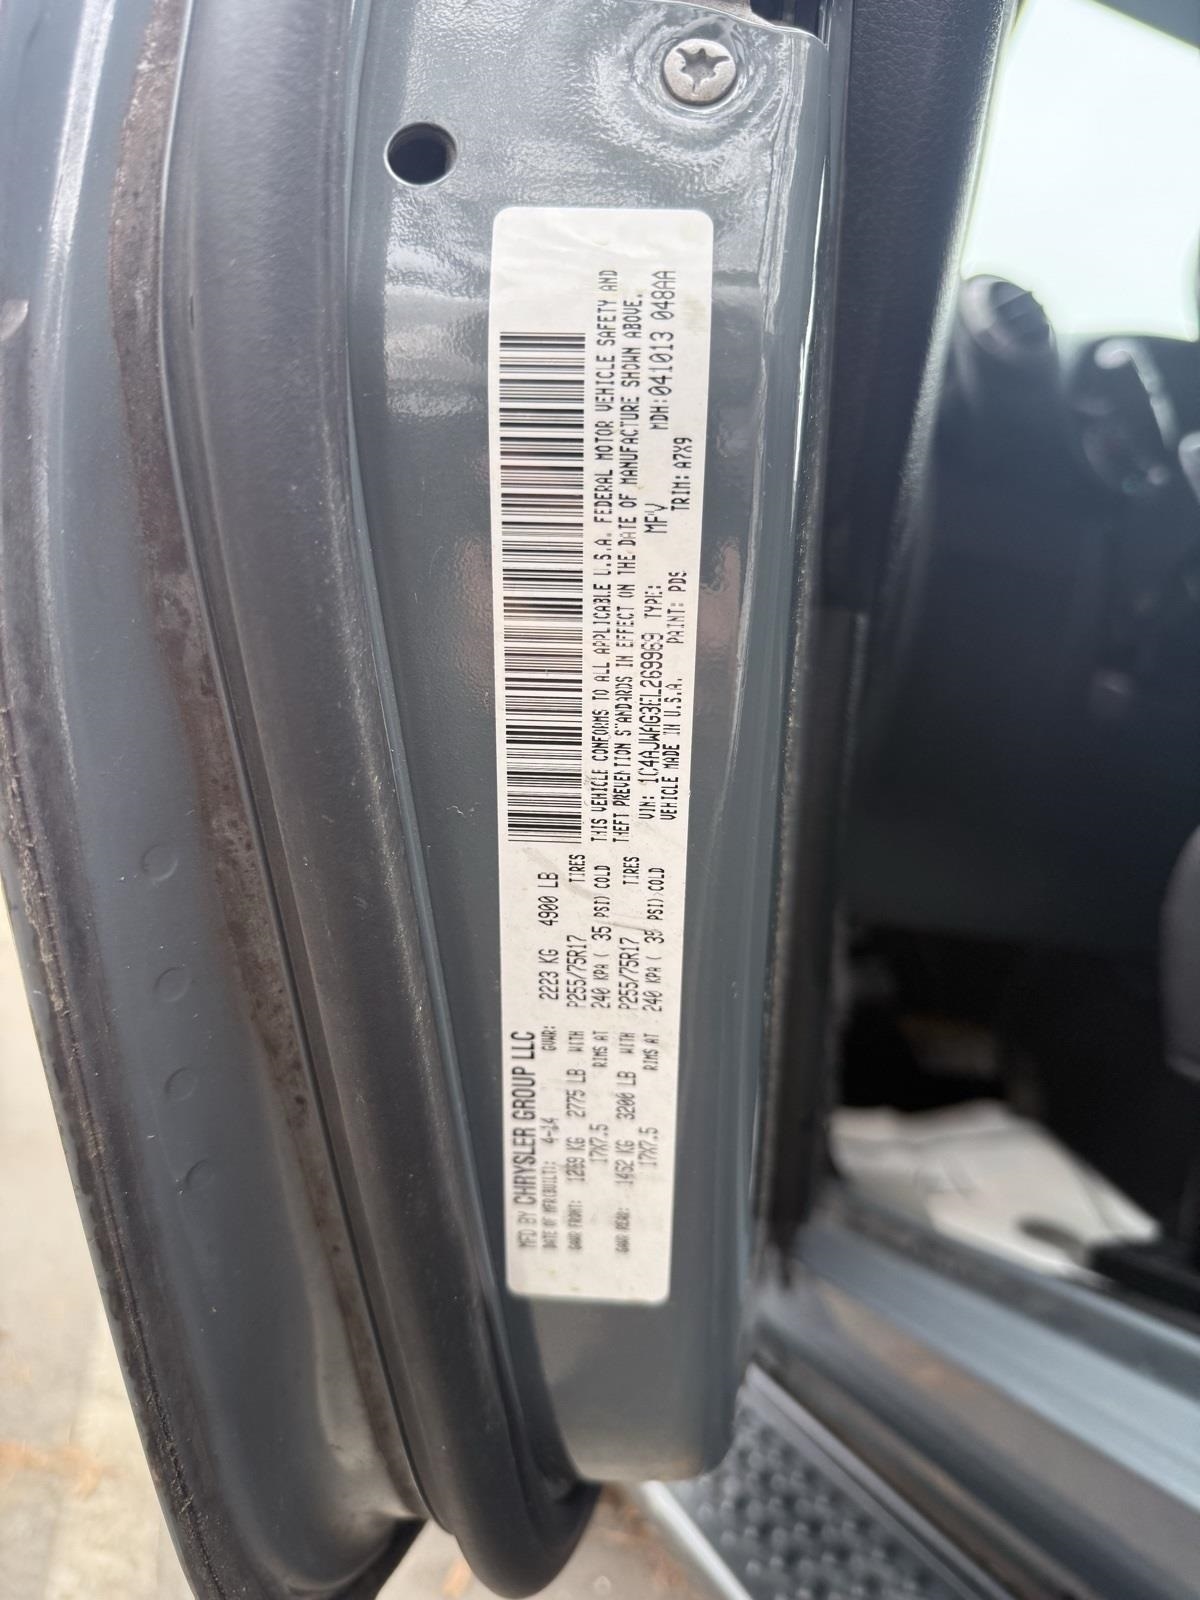 MFD BY CHRYSLER GROUP LLC
DATE OF MFR(BUILT): 4-14 GVWR: 2223 KG 4900 LB
GAWR FRONT: 1269 KG 2775 LB WITH P255/75R17 TIRES
17X7.5 RIMS AT 240 KPA ( 35 PSI) COLD
GAWR REAR: 1452 KG 3200 LB WITH P255/75R17 TIRES
17X7.5 RIMS AT 240 KPA ( 35 PSI) COLD
THIS VEHICLE CONFORMS TO ALL APPLICABLE U.S.A. FEDERAL MOTOR VEHICLE SAFETY AND
THEFT PREVENTION STANDARDS IN EFFECT ON THE DATE OF MANUFACTURE SHOWN ABOVE.
VIN: 1C4AJWAG3EL269969 TYPE: MPV MDH:041013 048AA
VEHICLE MADE IN U.S.A. PAINT: PDS TRIM: A7X9